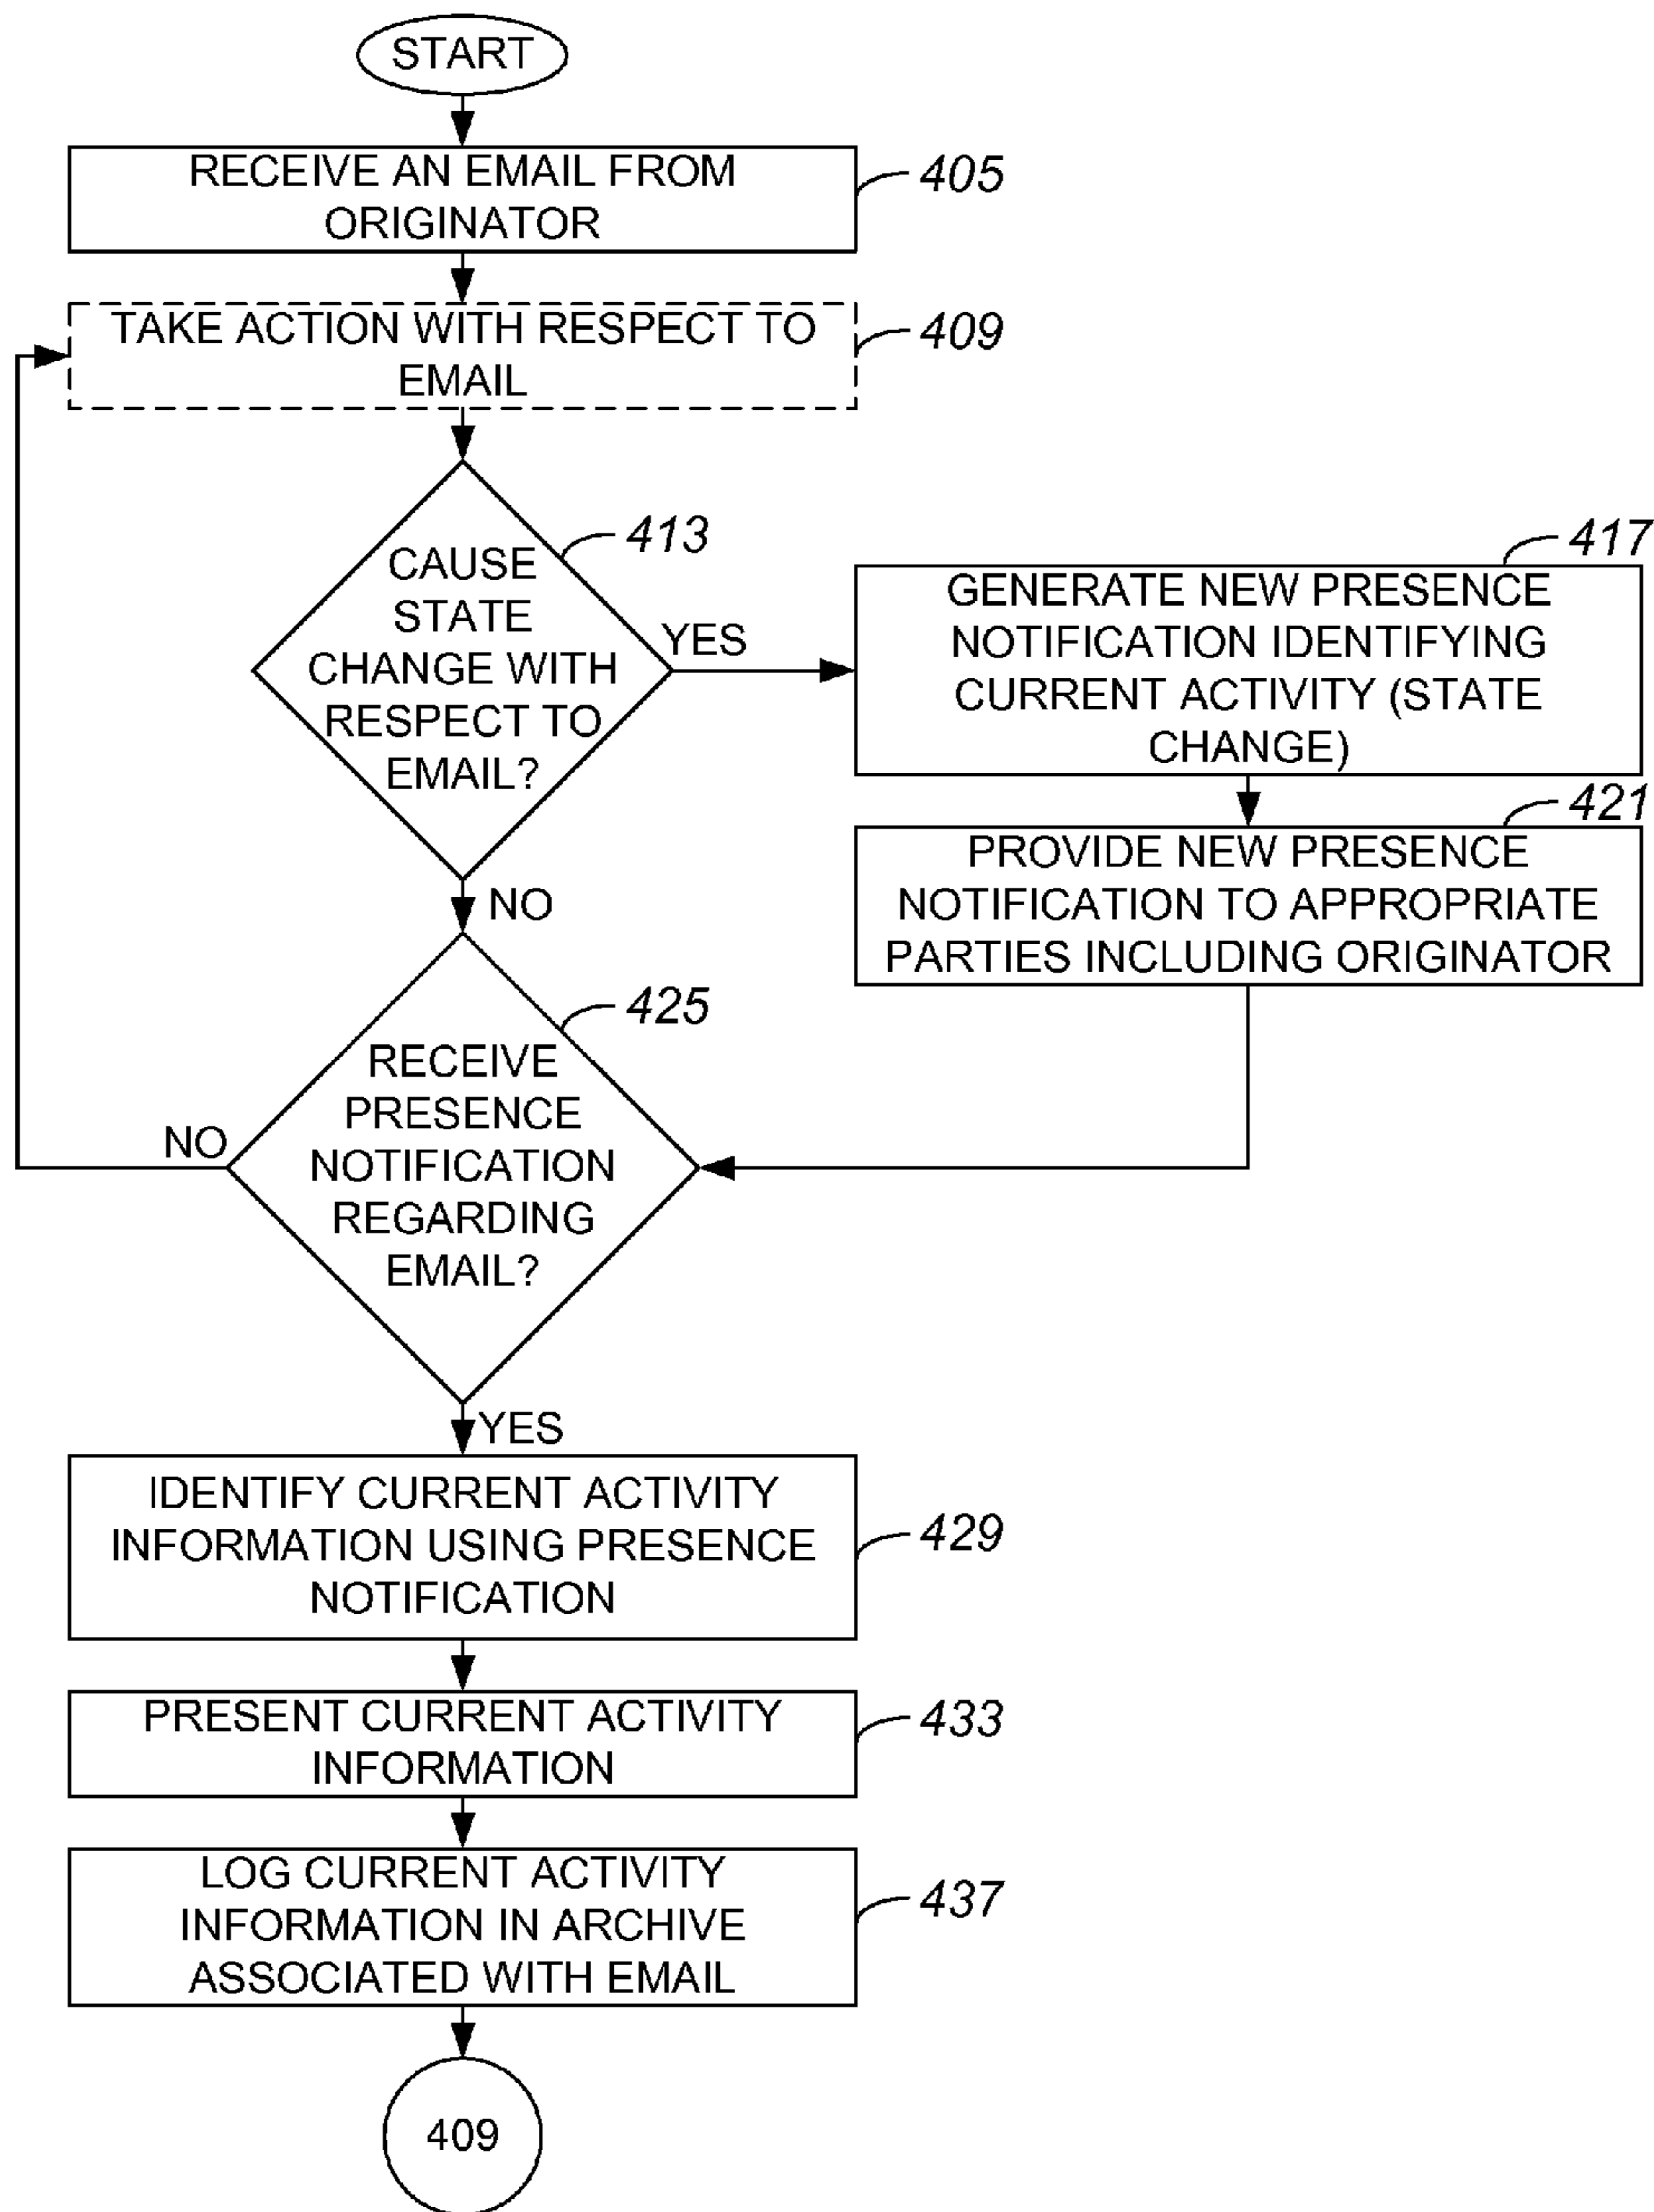 START
RECEIVE AN EMAIL FROM
ORIGINATOR
405
TAKE ACTION WITH RESPECT TO
EMAIL
409
CAUSE
STATE
CHANGE WITH
RESPECT TO
EMAIL?
413
YES
GENERATE NEW PRESENCE
NOTIFICATION IDENTIFYING
CURRENT ACTIVITY (STATE
CHANGE)
417
PROVIDE NEW PRESENCE
NOTIFICATION TO APPROPRIATE
PARTIES INCLUDING ORIGINATOR
421
NO
RECEIVE
PRESENCE
NOTIFICATION
REGARDING
EMAIL?
425
NO
YES
IDENTIFY CURRENT ACTIVITY
INFORMATION USING PRESENCE
NOTIFICATION
429
PRESENT CURRENT ACTIVITY
INFORMATION
433
LOG CURRENT ACTIVITY
INFORMATION IN ARCHIVE
ASSOCIATED WITH EMAIL
437
409